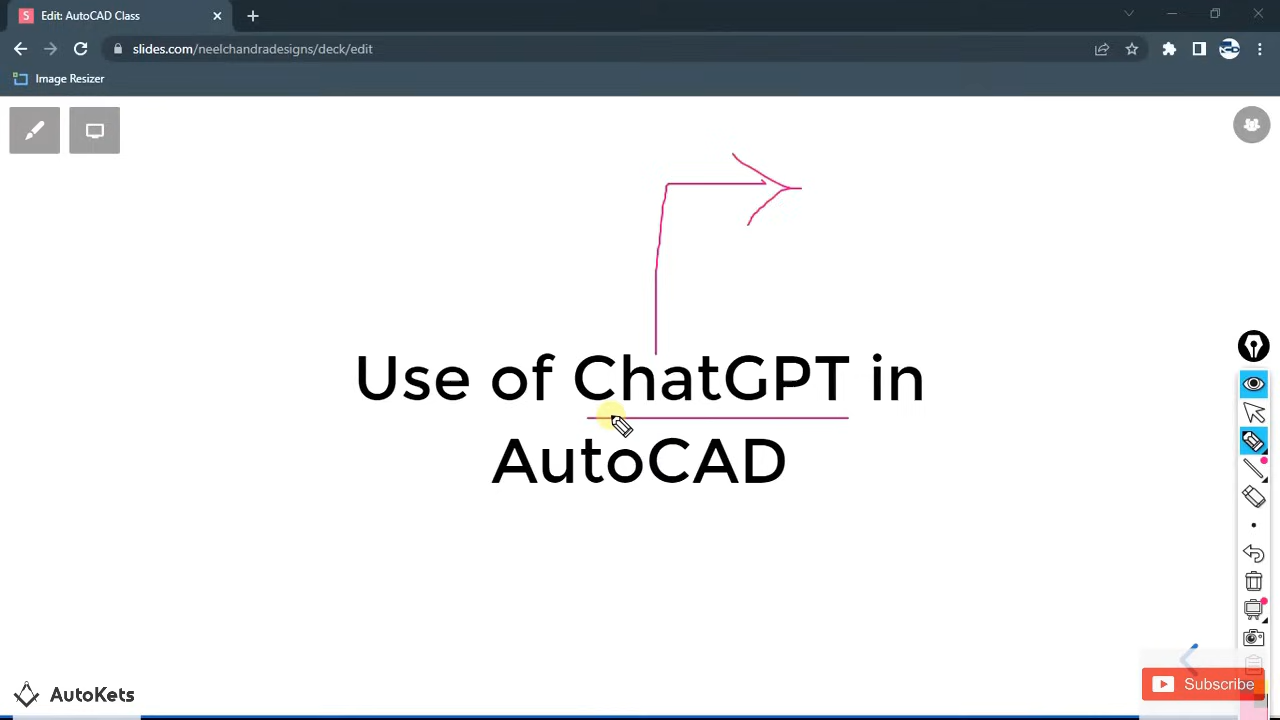 S Edit: AutoCAD Class
slides.com/neelchandradesigns/deck/edit
Image Resizer
Use of ChatGPT in
AutoCAD
AutoKets
Subscribe